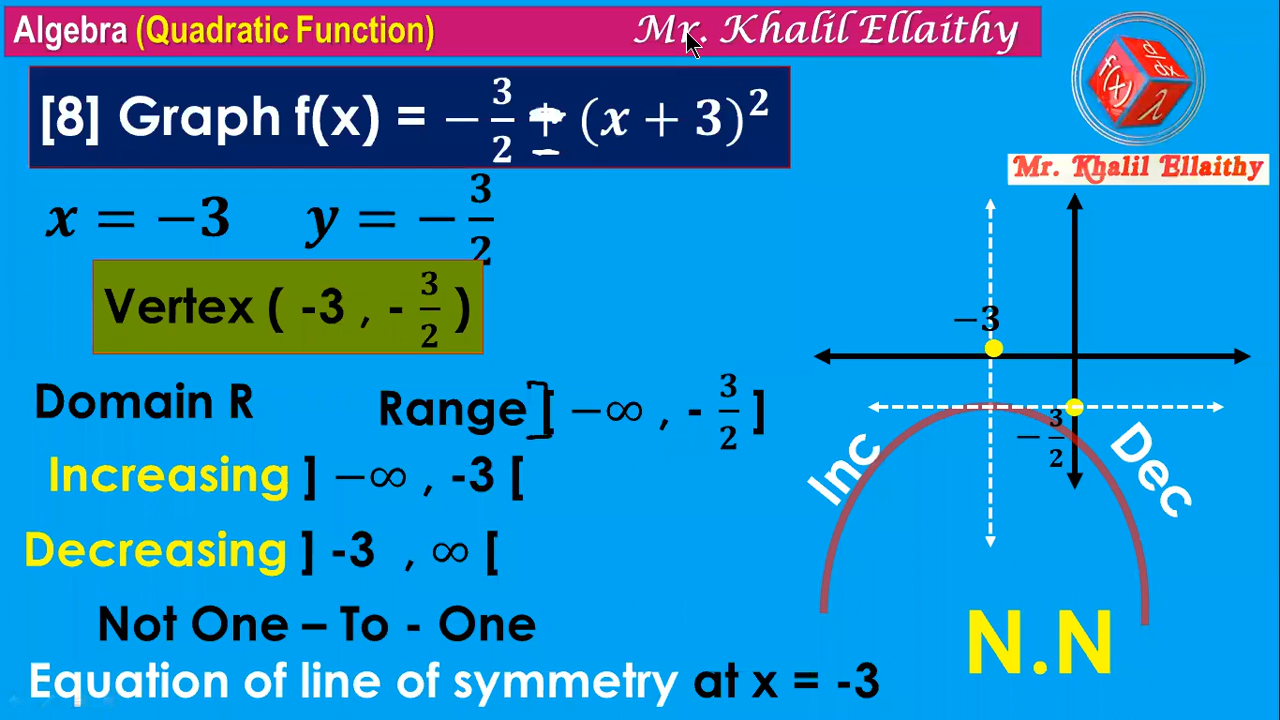 Algebra (Quadratic Function) Mr. Khalil Ellaithy
[8] Graph f(x) = − 3/2 − (x + 3)²
f(x) d/dx λ
Mr. Khalil Ellaithy
x = −3 y = − 3/2
Vertex ( -3 , - 3/2 )
−3
Domain R Range ] −∞ , - 3/2 ]
− 3/2
Inc Dec
Increasing ] −∞ , -3 [
Decreasing ] -3 , ∞ [
Not One – To - One
N.N
Equation of line of symmetry at x = -3